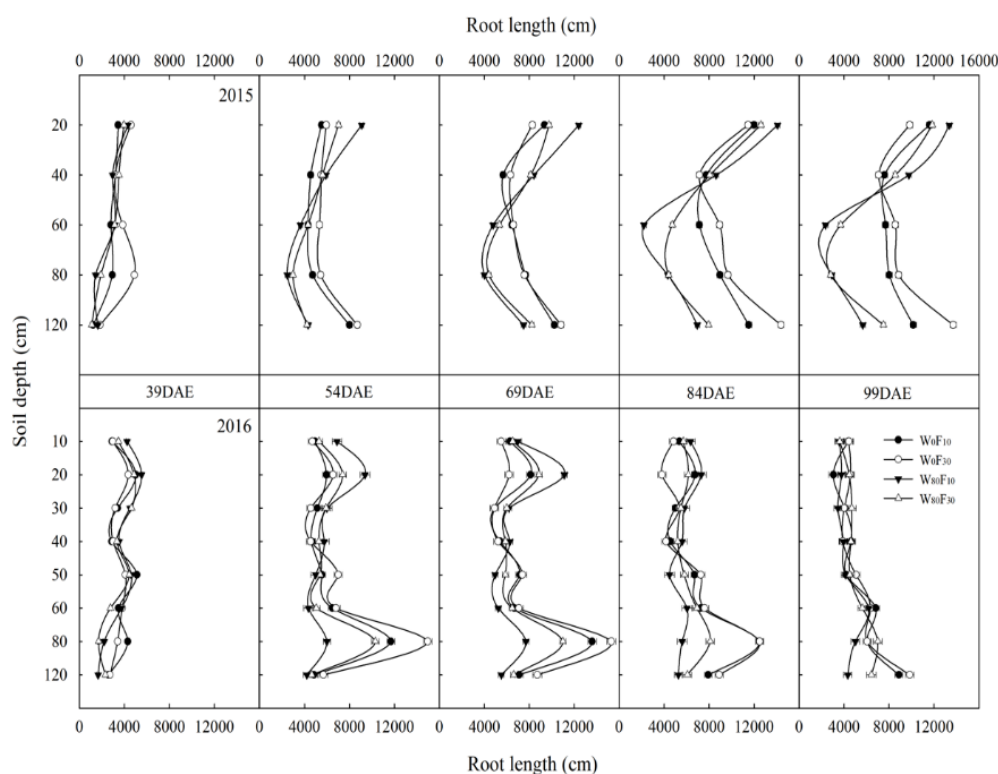 Root length (cm)
0 4000 8000 12000 0 4000 8000 12000 0 4000 8000 12000 0 4000 8000 12000 0 4000 8000 12000 16000
2015
20
40
60
80
120
Soil depth (cm)
39DAE 54DAE 69DAE 84DAE 99DAE
2016
10
20
30
40
50
60
80
120
W0F10
W0F30
W80F10
W80F30
0 4000 8000 12000 0 4000 8000 12000 0 4000 8000 12000 0 4000 8000 12000 0 4000 8000 12000 16000
Root length (cm)